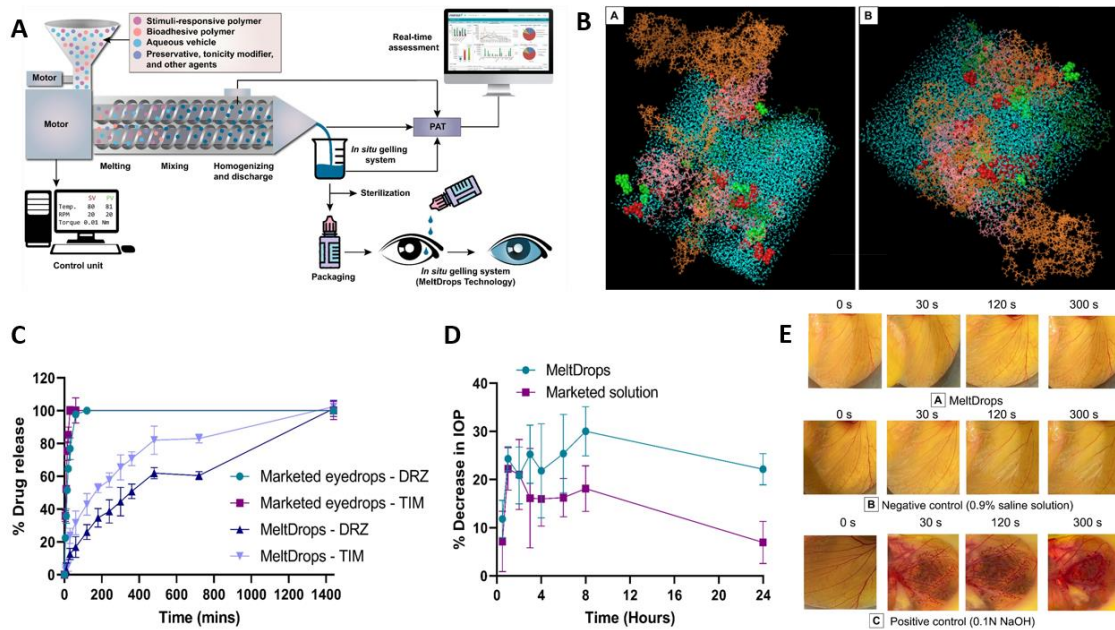 A
Stimuli-responsive polymer
Bioadhesive polymer
Aqueous vehicle
Preservative, tonicity modifier,
and other agents
Real-time
assessment
Motor
Motor
PAT
In situ gelling
system
Melting
Mixing
Homogenizing
and discharge
Sterilization
SV PV
Temp. 80 81
RPM 20 20
Torque 0.01 Nm
Control unit
Packaging
In situ gelling system
(MeltDrops Technology)
B
A
B
C
% Drug release
120
100
80
60
40
20
0
0 200 400 600 800 1000 1200 1400
Time (mins)
Marketed eyedrops - DRZ
Marketed eyedrops - TIM
MeltDrops - DRZ
MeltDrops - TIM
D
MeltDrops
Marketed solution
% Decrease in IOP
40
30
20
10
0
0 4 8 12 16 20 24
Time (Hours)
E
0 s 30 s 120 s 300 s
A MeltDrops
0 s 30 s 120 s 300 s
B Negative control (0.9% saline solution)
0 s 30 s 120 s 300 s
C Positive control (0.1N NaOH)